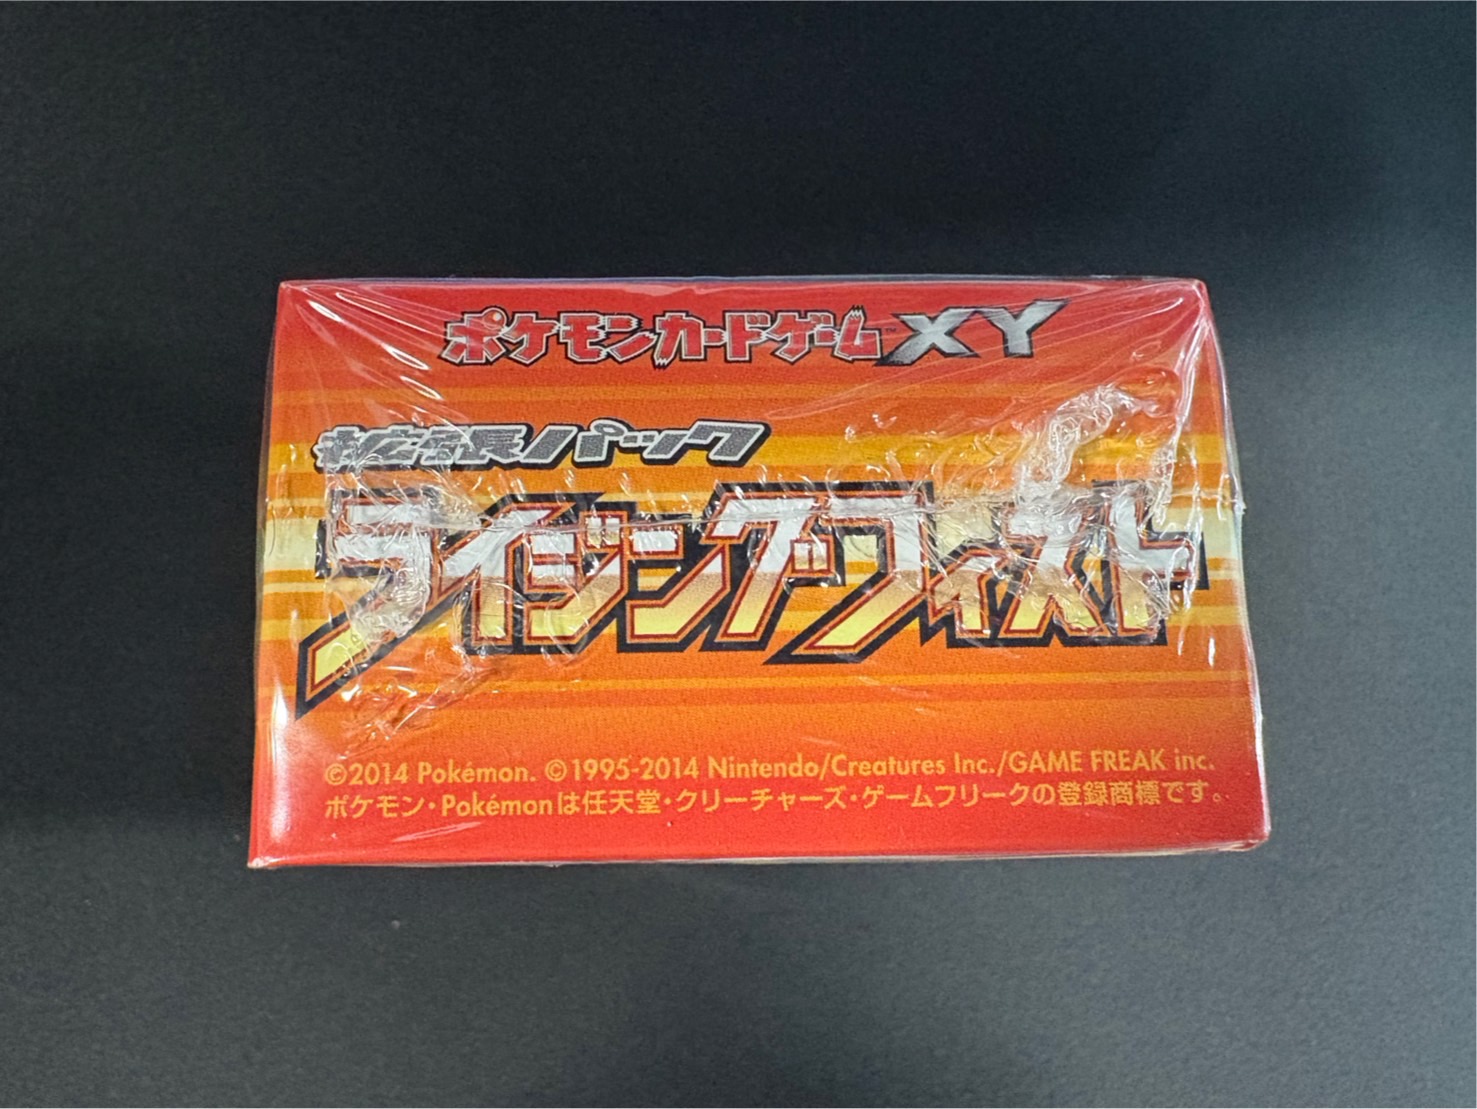 ポケモンカードゲーム™ XY
拡張パック
ライジングフィスト
©2014 Pokémon. ©1995-2014 Nintendo/Creatures Inc./GAME FREAK inc.
ポケモン・Pokémonは任天堂・クリーチャーズ・ゲームフリークの登録商標です。